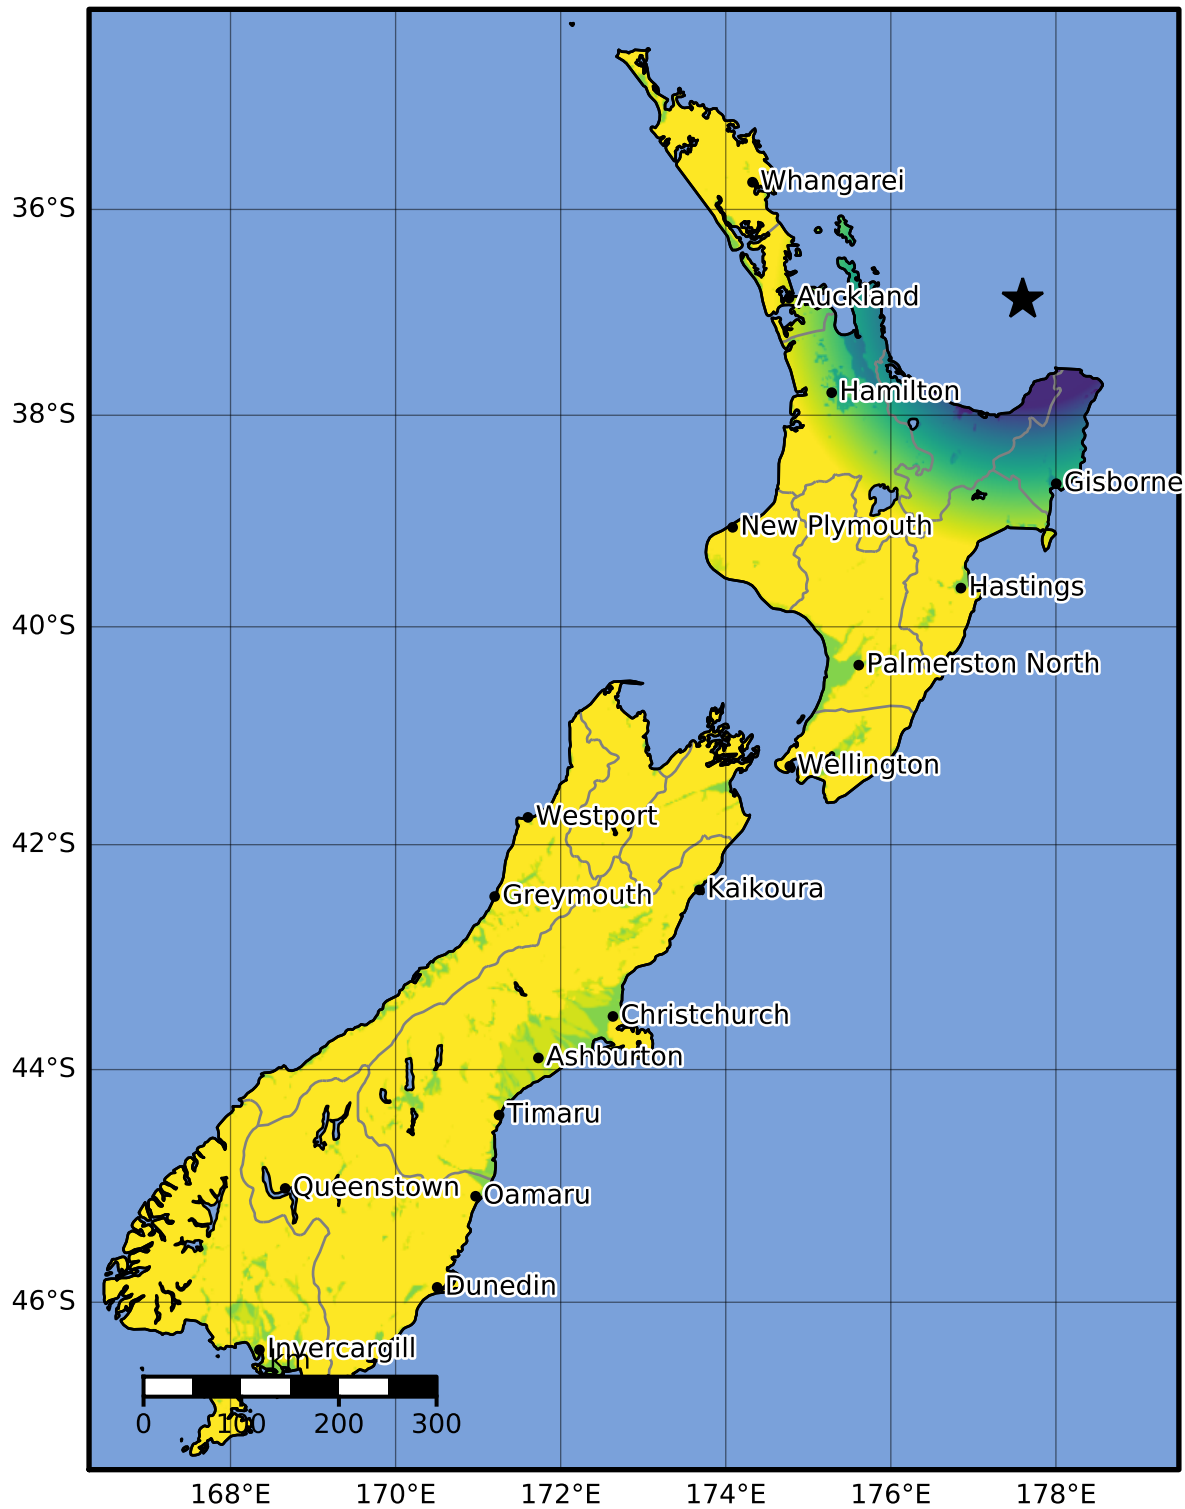 Whangarei
36°S
Auckland
Hamilton
38°S
Gisborne
New Plymouth
Hastings
40°S
Palmerston North
Wellington
Westport
42°S
Kaikoura
Greymouth
Christchurch
Ashburton
44°S
Timaru
Queenstown
Oamaru
Dunedin
46°S
Invercargill
km
0 100 200 300
168°E 170°E 172°E 174°E 176°E 178°E